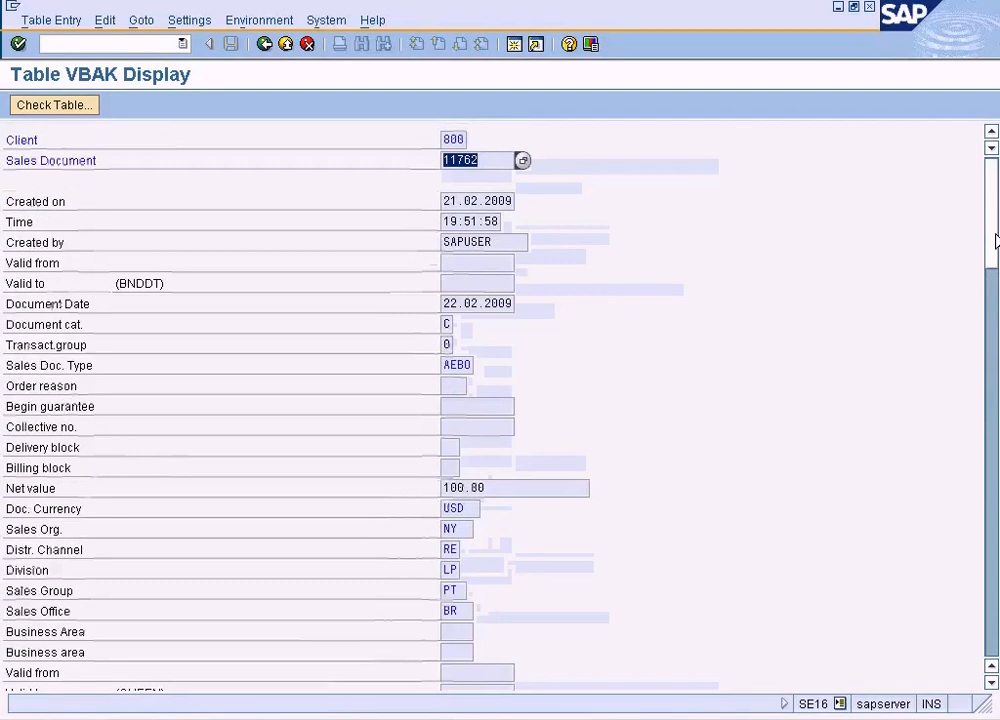 Table Entry Edit Goto Settings Environment System Help
SAP
Table VBAK Display
Check Table...
Client 800
Sales Document 11762
Created on 21.02.2009
Time 19:51:58
Created by SAPUSER
Valid from
Valid to (BNDDT)
Document Date 22.02.2009
Document cat. C
Transact.group 0
Sales Doc. Type AEBO
Order reason
Begin guarantee
Collective no.
Delivery block
Billing block
Net value 100.00
Doc. Currency USD
Sales Org. NY
Distr. Channel RE
Division LP
Sales Group PT
Sales Office BR
Business Area
Business area
Valid from
SE16 sapserver INS